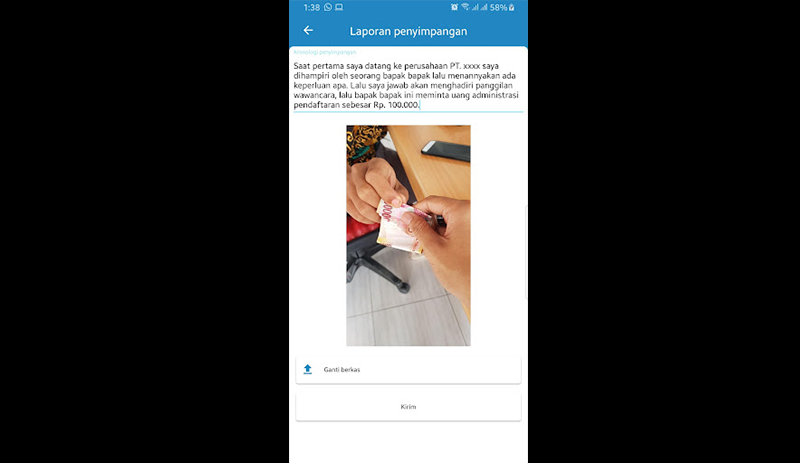 1:38
58%
Laporan penyimpangan
Kronologi penyimpangan
Saat pertama saya datang ke perusahaan PT. xxxx saya
dihampiri oleh seorang bapak bapak lalu menannyakan ada
keperluan apa. Lalu saya jawab akan menghadiri panggilan
wawancara, lalu bapak bapak ini meminta uang administrasi
pendaftaran sebesar Rp. 100.000.
Ganti berkas
Kirim